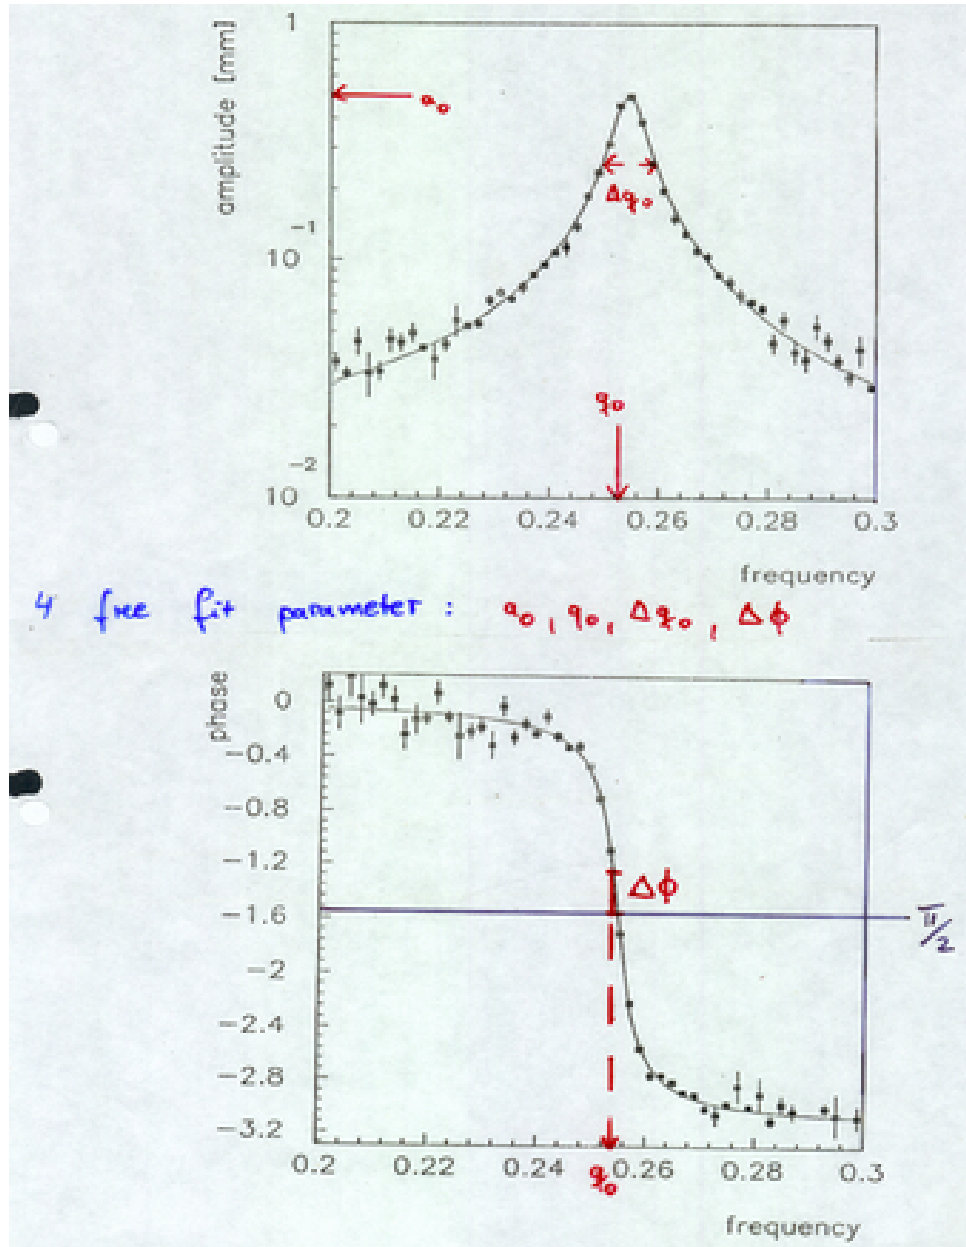 1
amplitude [mm]
a₀
Δq₀
10⁻¹
q₀
10⁻²
0.2 0.22 0.24 0.26 0.28 0.3
frequency
4 free fit parameter : a₀, q₀, Δq₀, Δϕ
phase
0
-0.4
-0.8
-1.2
Δϕ
-1.6
π/2
-2
-2.4
-2.8
-3.2
0.2 0.22 0.24 0.26 0.28 0.3
q₀
frequency